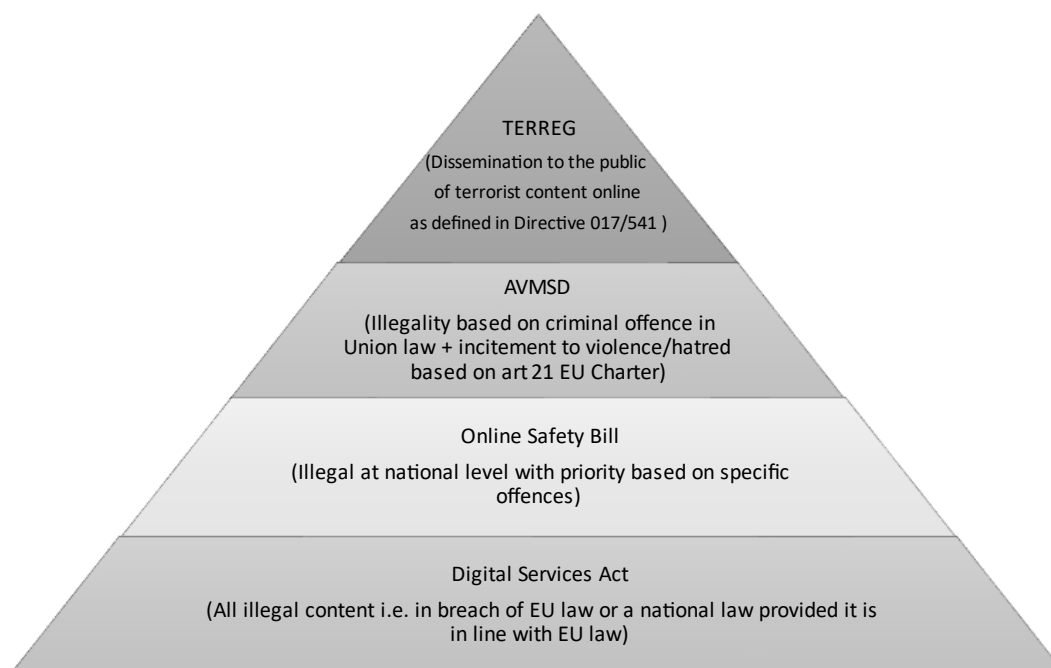 TERREG
(Dissemination to the public
of terrorist content online
as defined in Directive 017/541 )
AVMSD
(Illegality based on criminal offence in
Union law + incitement to violence/hatred
based on art 21 EU Charter)
Online Safety Bill
(Illegal at national level with priority based on specific
offences)
Digital Services Act
(All illegal content i.e. in breach of EU law or a national law provided it is
in line with EU law)